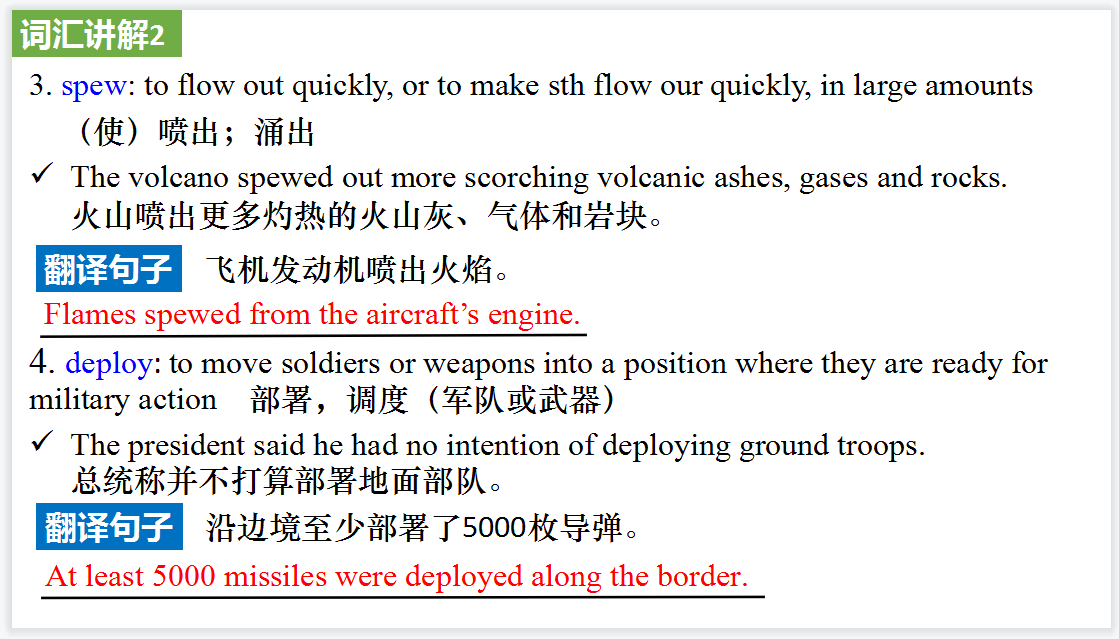 词汇讲解2
3. spew: to flow out quickly, or to make sth flow our quickly, in large amounts
（使）喷出；涌出
✓ The volcano spewed out more scorching volcanic ashes, gases and rocks.
火山喷出更多灼热的火山灰、气体和岩块。
翻译句子 飞机发动机喷出火焰。
Flames spewed from the aircraft’s engine.
4. deploy: to move soldiers or weapons into a position where they are ready for
military action 部署，调度（军队或武器）
✓ The president said he had no intention of deploying ground troops.
总统称并不打算部署地面部队。
翻译句子 沿边境至少部署了5000枚导弹。
At least 5000 missiles were deployed along the border.